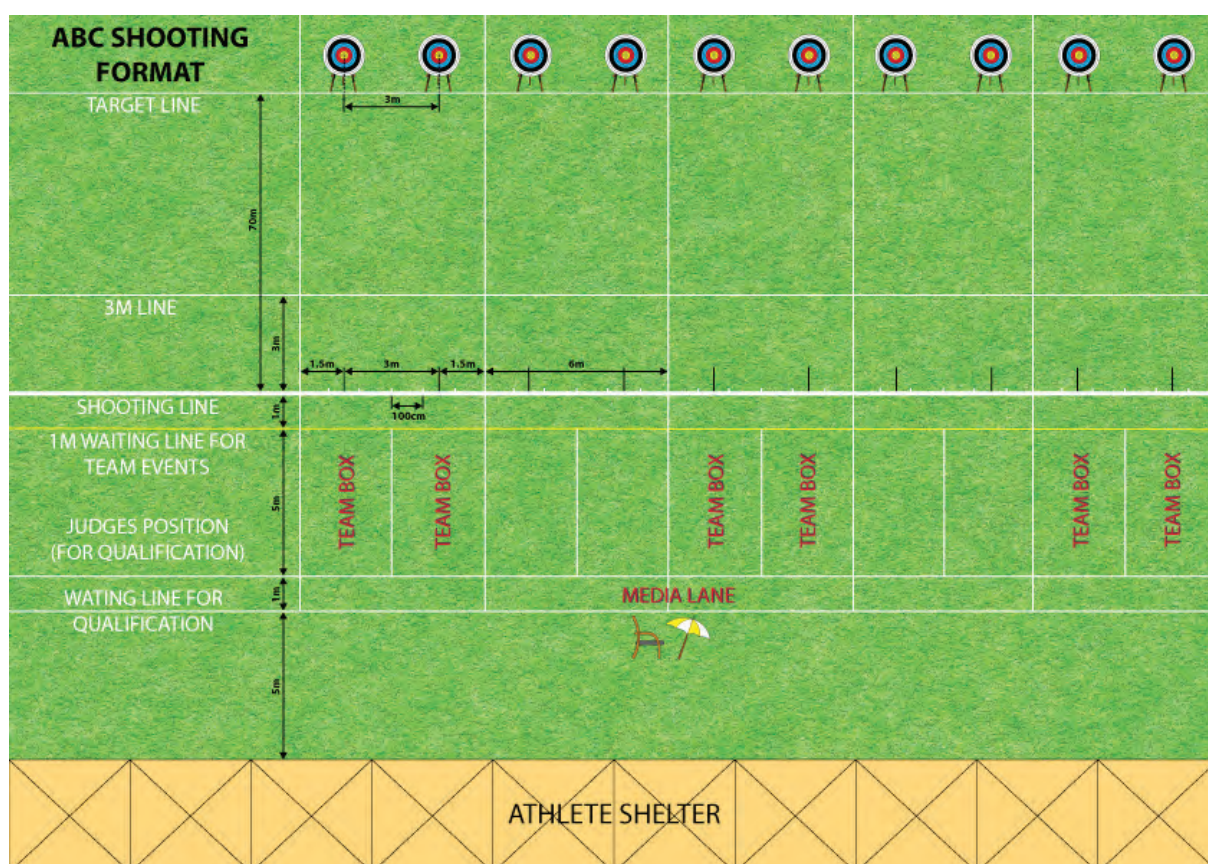 ABC SHOOTING
FORMAT
TARGET LINE
3m
70m
3M LINE
3m
1.5m
3m
1.5m
6m
SHOOTING LINE
1m
100cm
1M WAITING LINE FOR
TEAM EVENTS
5m
TEAM BOX
TEAM BOX
TEAM BOX
TEAM BOX
TEAM BOX
TEAM BOX
JUDGES POSITION
(FOR QUALIFICATION)
WATING LINE FOR
QUALIFICATION
1m
MEDIA LANE
5m
ATHLETE SHELTER